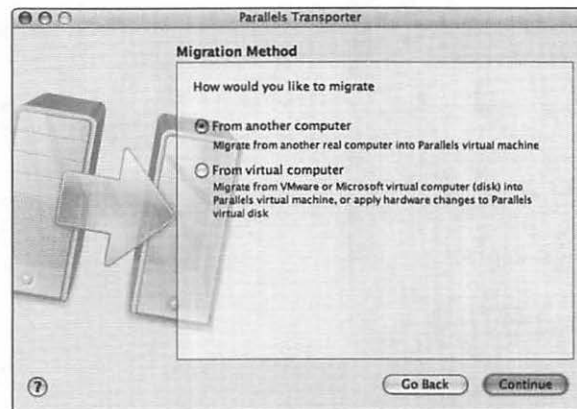 Parallels Transporter
Migration Method
How would you like to migrate
From another computer
Migrate from another real computer into Parallels virtual machine
From virtual computer
Migrate from VMware or Microsoft virtual computer (disk) into
Parallels virtual machine, or apply hardware changes to Parallels
virtual disk
?
Go Back
Continue